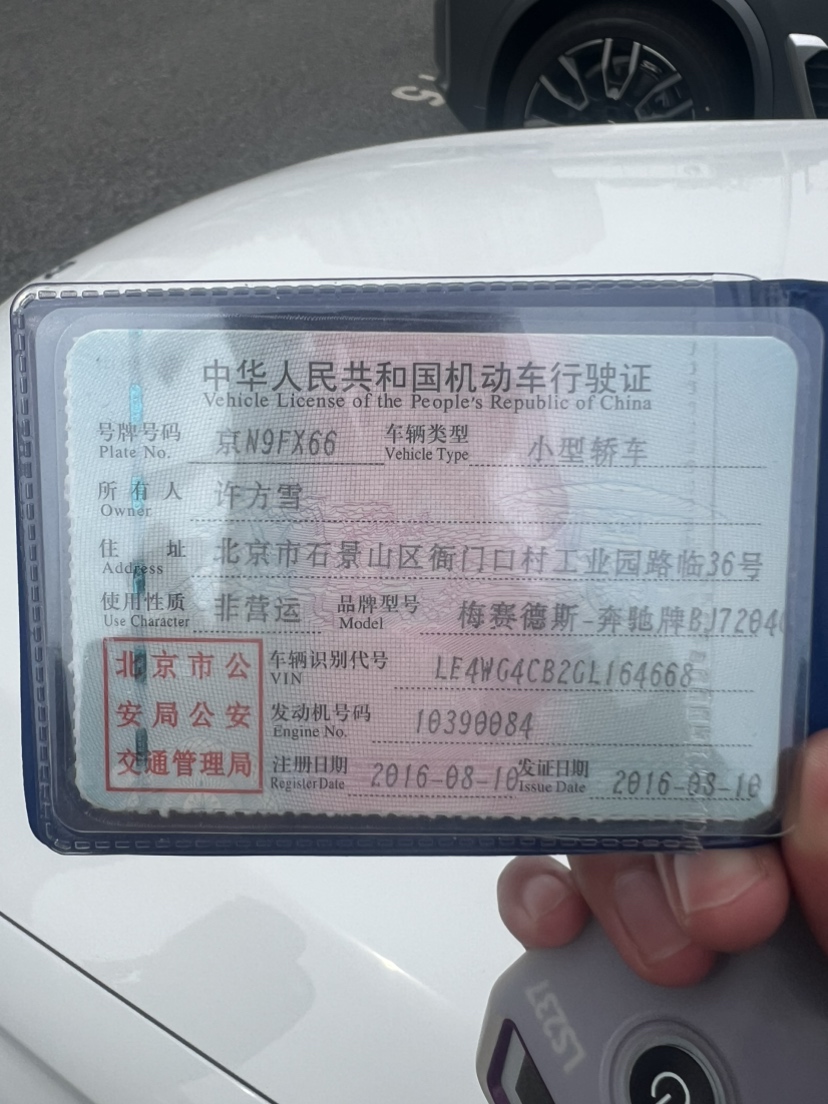 中华人民共和国机动车行驶证
Vehicle License of the People's Republic of China
号牌号码 京N9FX66 车辆类型 小型轿车
Plate No. Vehicle Type
所有人 许方雪
Owner
住址 北京市石景山区衙门口村工业园路临36号
Address
使用性质 非营运 品牌型号 梅赛德斯-奔驰牌BJ7204
Use Character Model
北京市公 车辆识别代号 LE4WG4CB2GL164668
VIN
安局公安 发动机号码 10390084
Engine No.
交通管理局 注册日期 2016-08-10 发证日期 2016-08-10
Register Date Issue Date
LS237